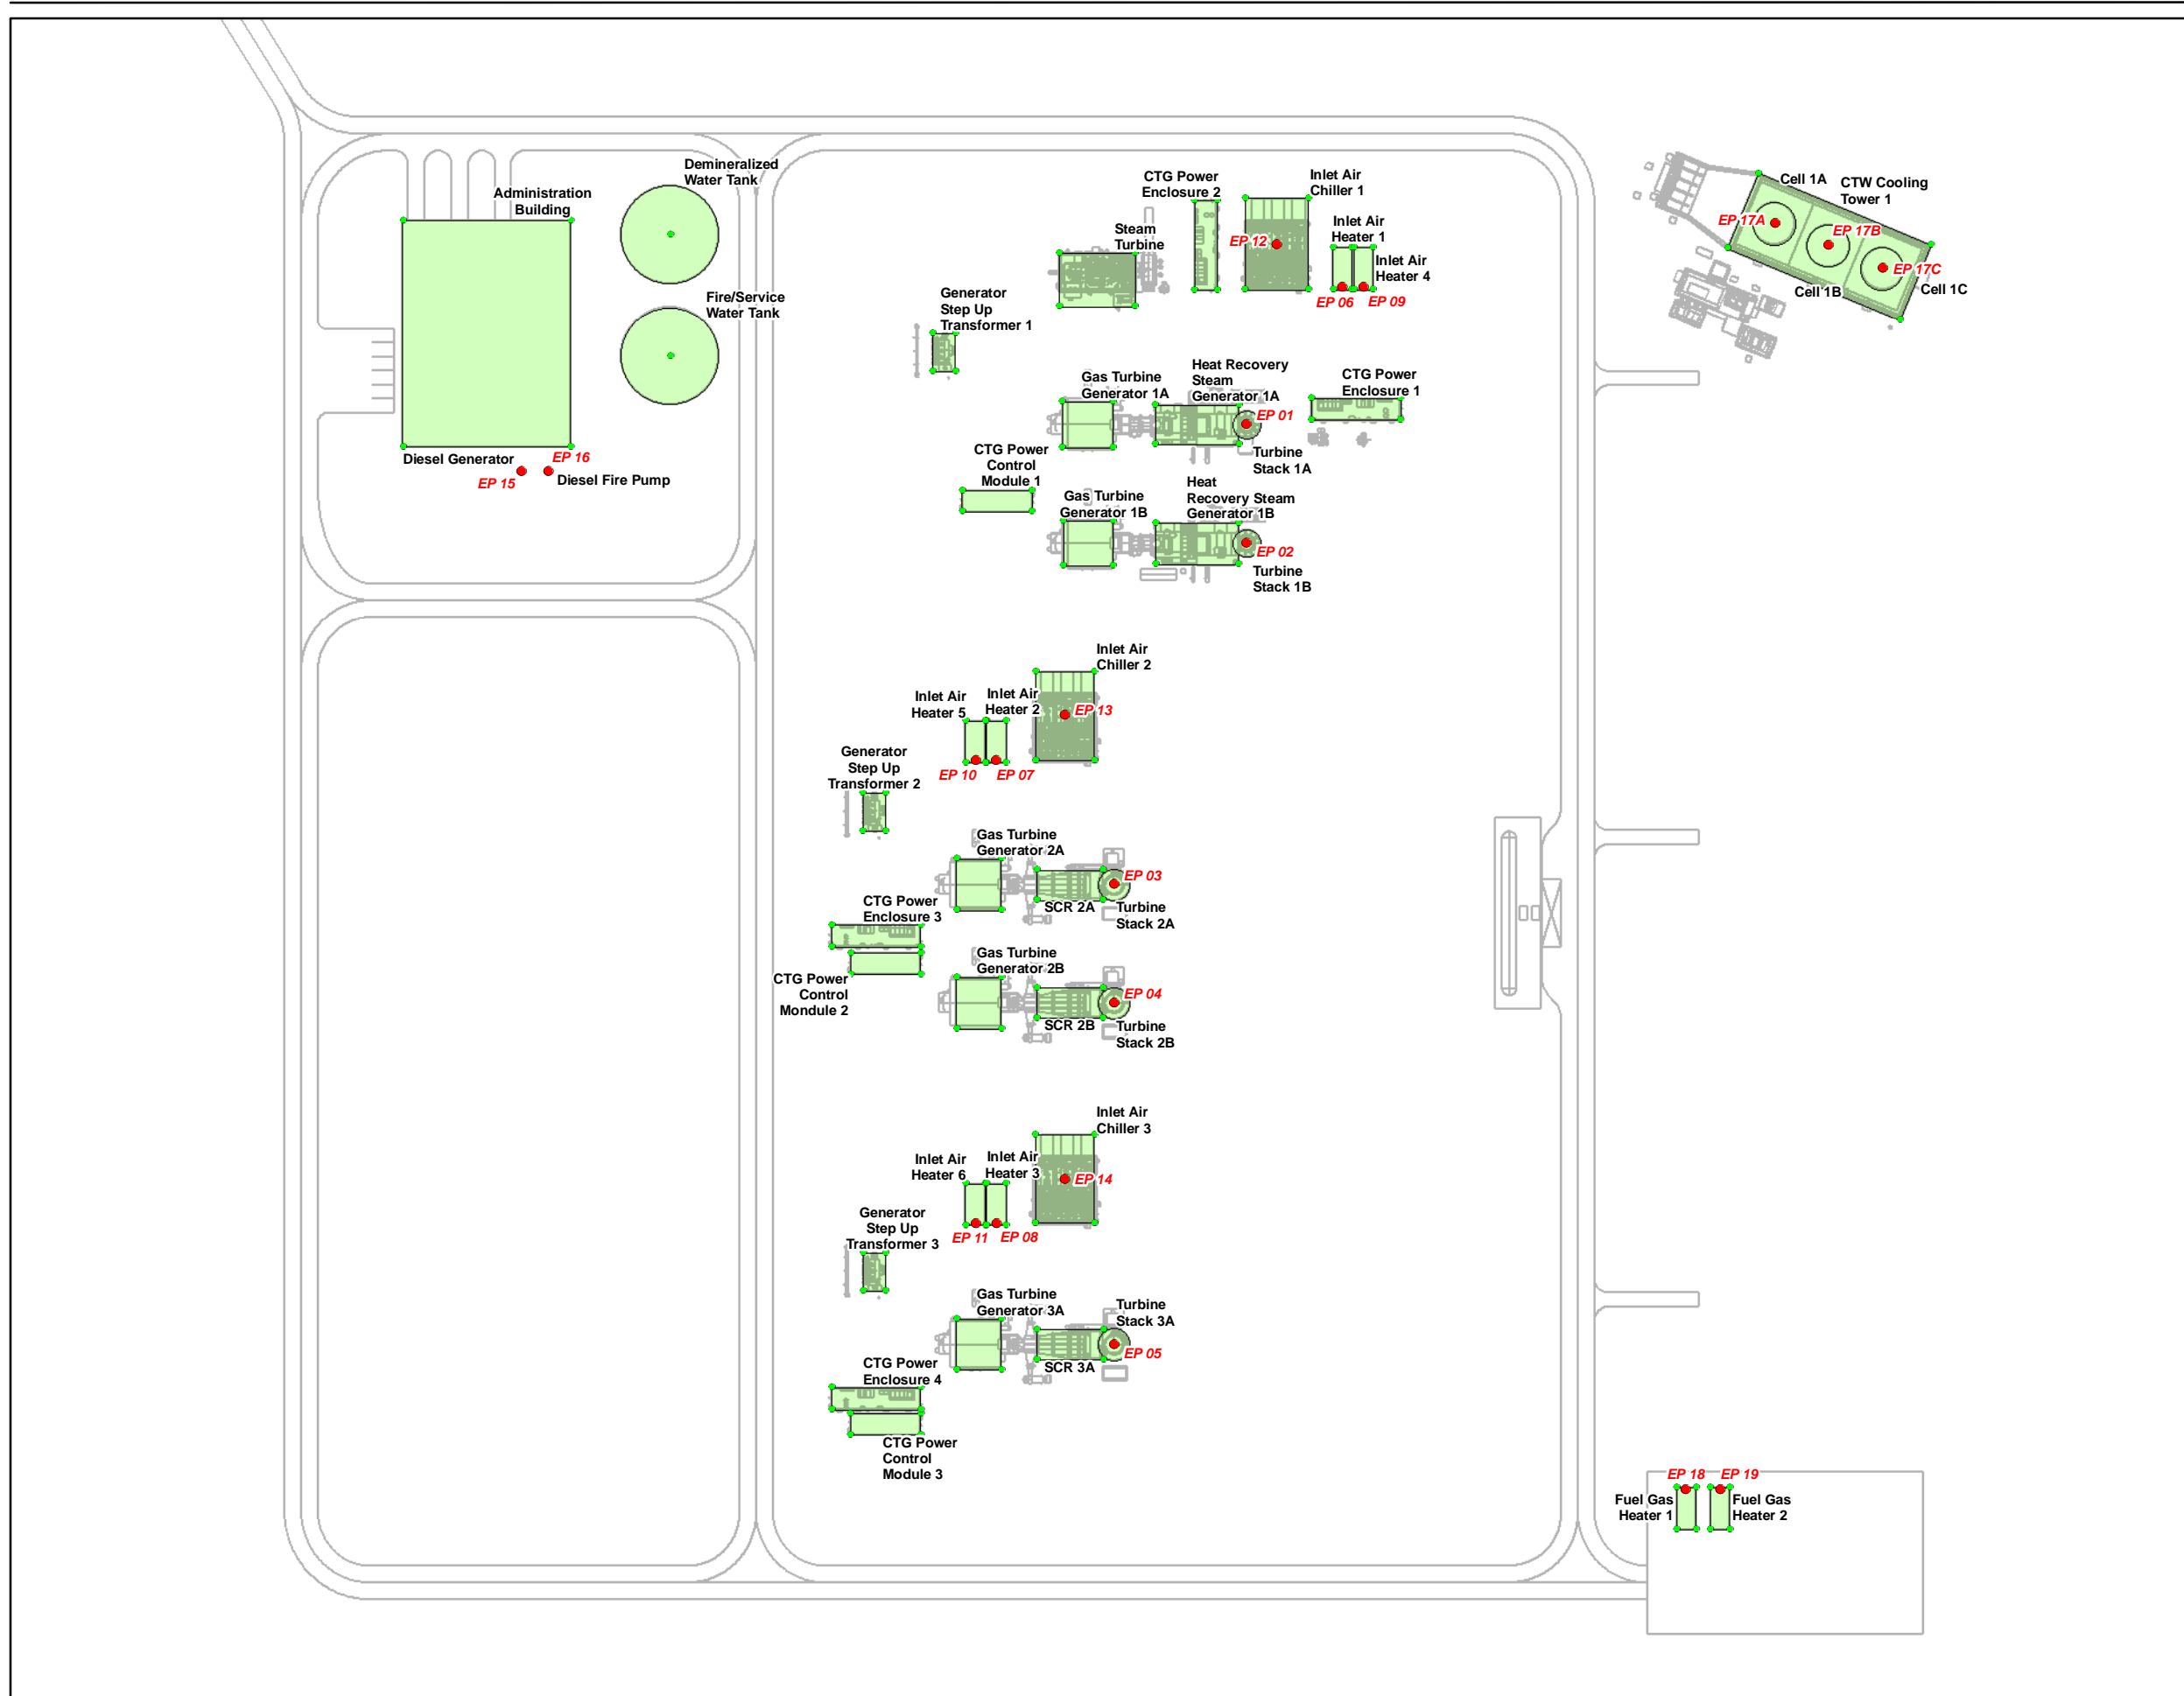 Demineralized
Water Tank
Administration
Building
Fire/Service
Water Tank
Diesel Generator
EP 15
EP 16
Diesel Fire Pump
CTG Power
Enclosure 2
Inlet Air
Chiller 1
EP 12
Inlet Air
Heater 1
Inlet Air
Heater 4
EP 06
EP 09
Steam
Turbine
Generator
Step Up
Transformer 1
Cell 1A
CTW Cooling
Tower 1
EP 17A
EP 17B
EP 17C
Cell 1B
Cell 1C
Gas Turbine
Generator 1A
Heat Recovery
Steam
Generator 1A
EP 01
CTG Power
Enclosure 1
Turbine
Stack 1A
CTG Power
Control
Module 1
Gas Turbine
Generator 1B
Heat
Recovery Steam
Generator 1B
EP 02
Turbine
Stack 1B
Inlet Air
Chiller 2
Inlet Air
Heater 5
Inlet Air
Heater 2
EP 13
EP 10
EP 07
Generator
Step Up
Transformer 2
Gas Turbine
Generator 2A
EP 03
SCR 2A
Turbine
Stack 2A
CTG Power
Enclosure 3
Gas Turbine
Generator 2B
CTG Power
Control
Mondule 2
EP 04
SCR 2B
Turbine
Stack 2B
Inlet Air
Chiller 3
Inlet Air
Heater 6
Inlet Air
Heater 3
EP 14
EP 11
EP 08
Generator
Step Up
Transformer 3
Gas Turbine
Generator 3A
Turbine
Stack 3A
EP 05
SCR 3A
CTG Power
Enclosure 4
CTG Power
Control
Module 3
EP 18
EP 19
Fuel Gas
Heater 1
Fuel Gas
Heater 2